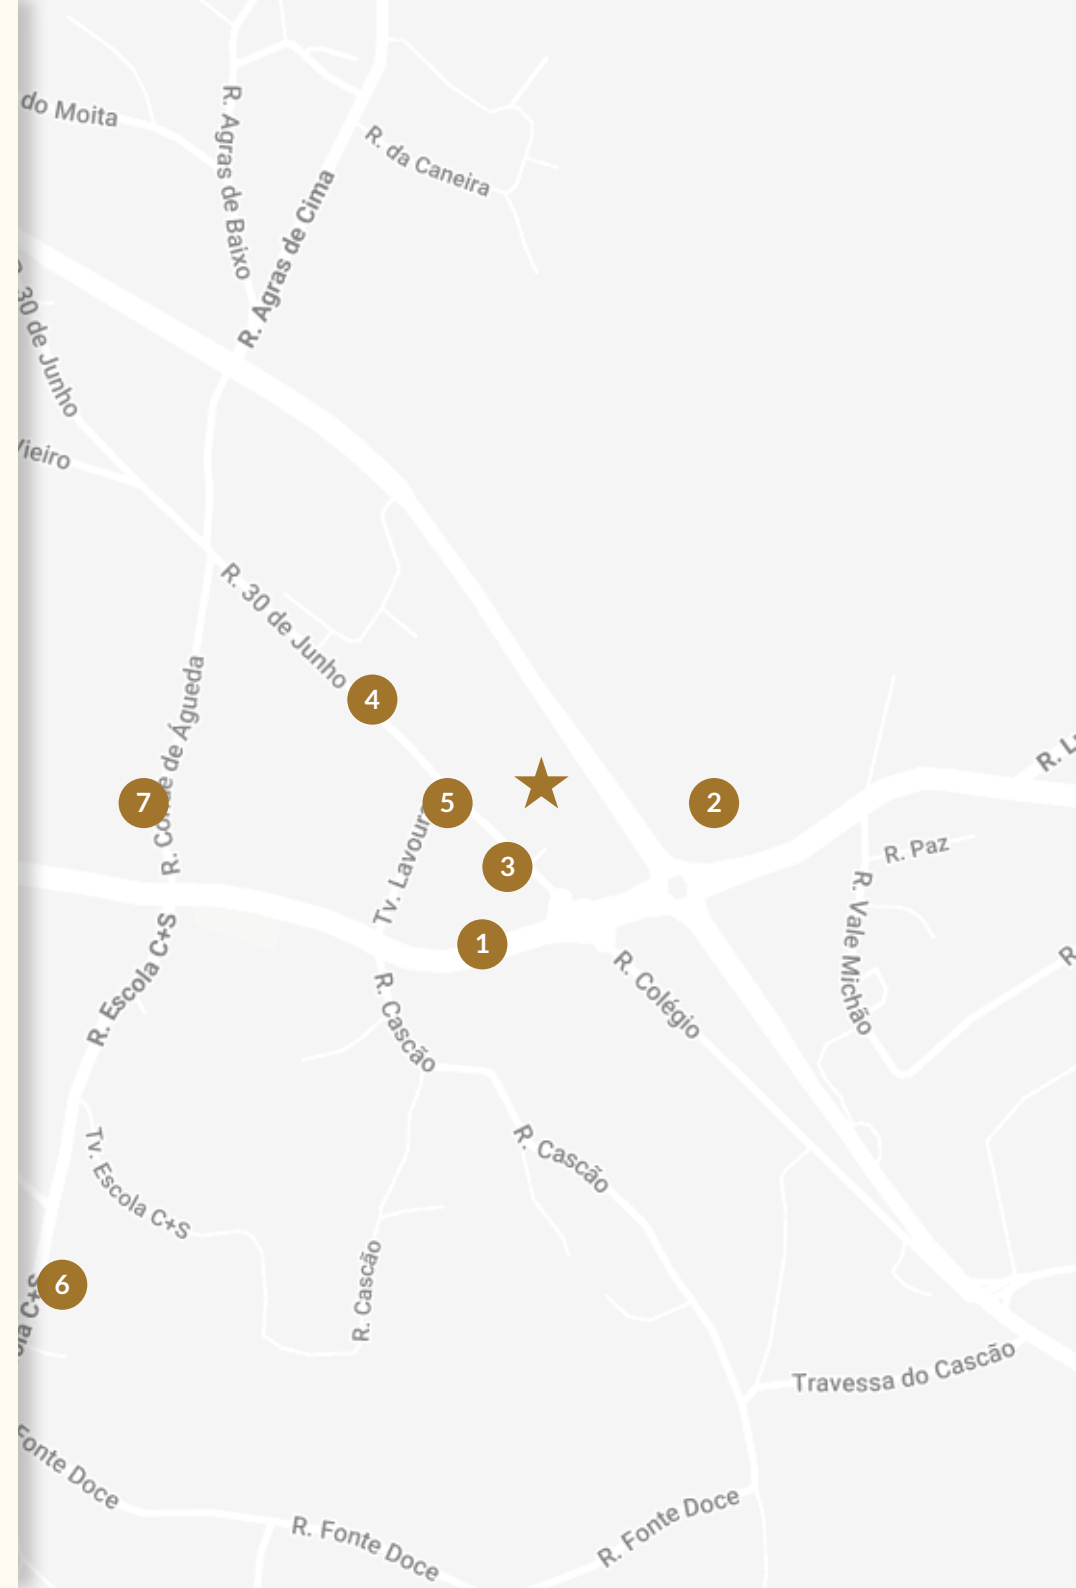 do Moita
R. Agras de Baixo
R. da Caneira
R. Agras de Cima
30 de Junho
R. 30 de Junho
4
R. Conde de Águeda
7
5
2
R. Paz
3
Tv. Lavoura
1
R. Vale Michão
R. Escola C+S
R. Colégio
R. Cascão
R. Cascão
Tv. Escola C+S
R. Cascão
6
C+S
Travessa do Cascão
Fonte Doce
R. Fonte Doce
R. Fonte Doce